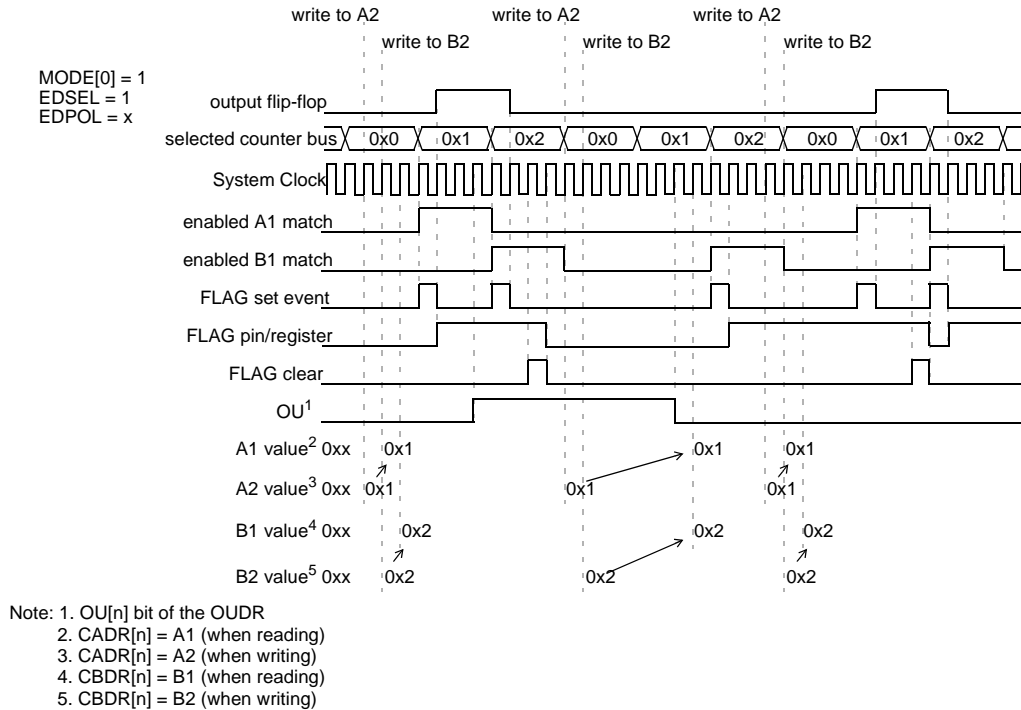 write to A2 write to A2 write to A2
write to B2 write to B2 write to B2
MODE[0] = 1
EDSEL = 1
EDPOL = x
output flip-flop
selected counter bus 0x0 0x1 0x2 0x0 0x1 0x2 0x0 0x1 0x2
System Clock
enabled A1 match
enabled B1 match
FLAG set event
FLAG pin/register
FLAG clear
OU1
A1 value2 0xx 0x1 0x1 0x1
A2 value3 0xx 0x1 0x1 0x1
B1 value4 0xx 0x2 0x2 0x2
B2 value5 0xx 0x2 0x2 0x2
Note: 1. OU[n] bit of the OUDR
2. CADR[n] = A1 (when reading)
3. CADR[n] = A2 (when writing)
4. CBDR[n] = B1 (when reading)
5. CBDR[n] = B2 (when writing)